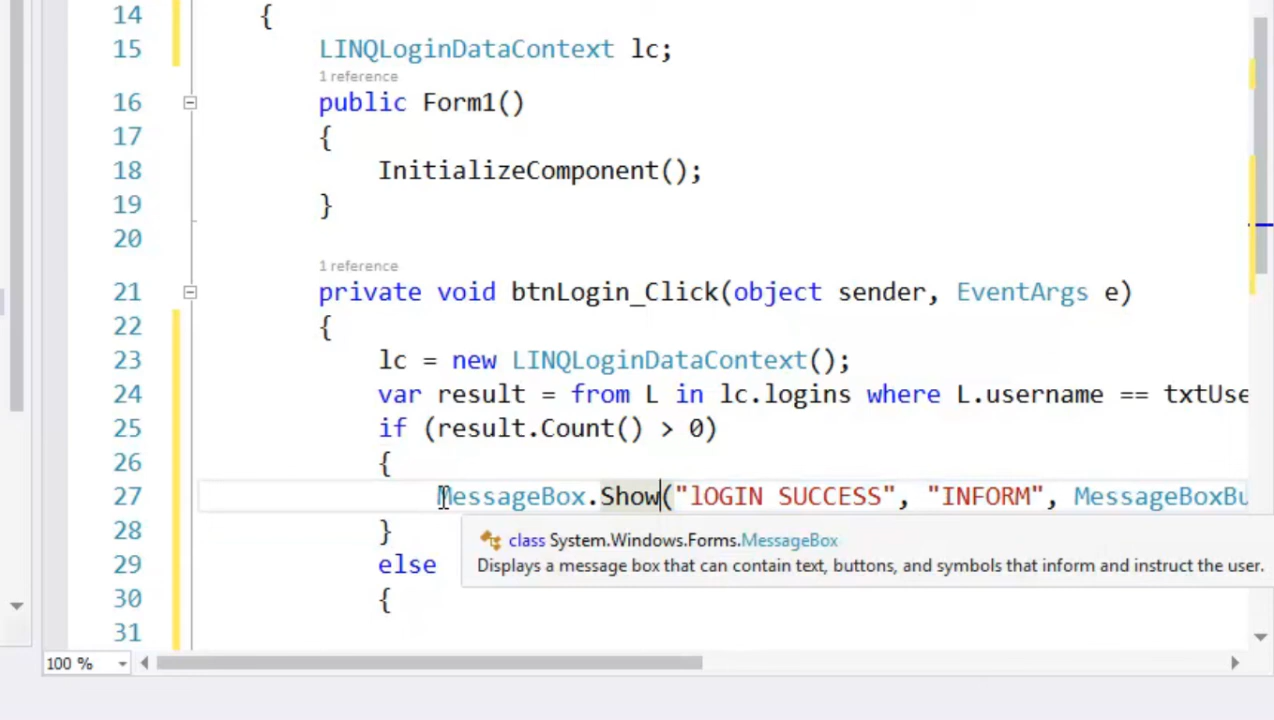 14 {
15 LINQLoginDataContext lc;
1 reference
16 public Form1()
17 {
18 InitializeComponent();
19 }
20
1 reference
21 private void btnLogin_Click(object sender, EventArgs e)
22 {
23 lc = new LINQLoginDataContext();
24 var result = from L in lc.logins where L.username == txtUse
25 if (result.Count() > 0)
26 {
27 MessageBox.Show("lOGIN SUCCESS", "INFORM", MessageBoxBu
class System.Windows.Forms.MessageBox
Displays a message box that can contain text, buttons, and symbols that inform and instruct the user.
28 }
29 else
30 {
31
100 %